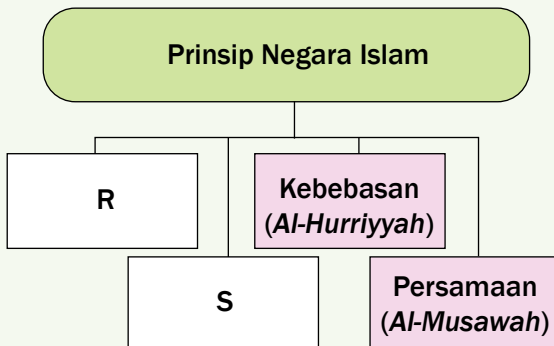 Prinsip Negara Islam
R
Kebebasan
(Al-Hurriyyah)
S
Persamaan
(Al-Musawah)